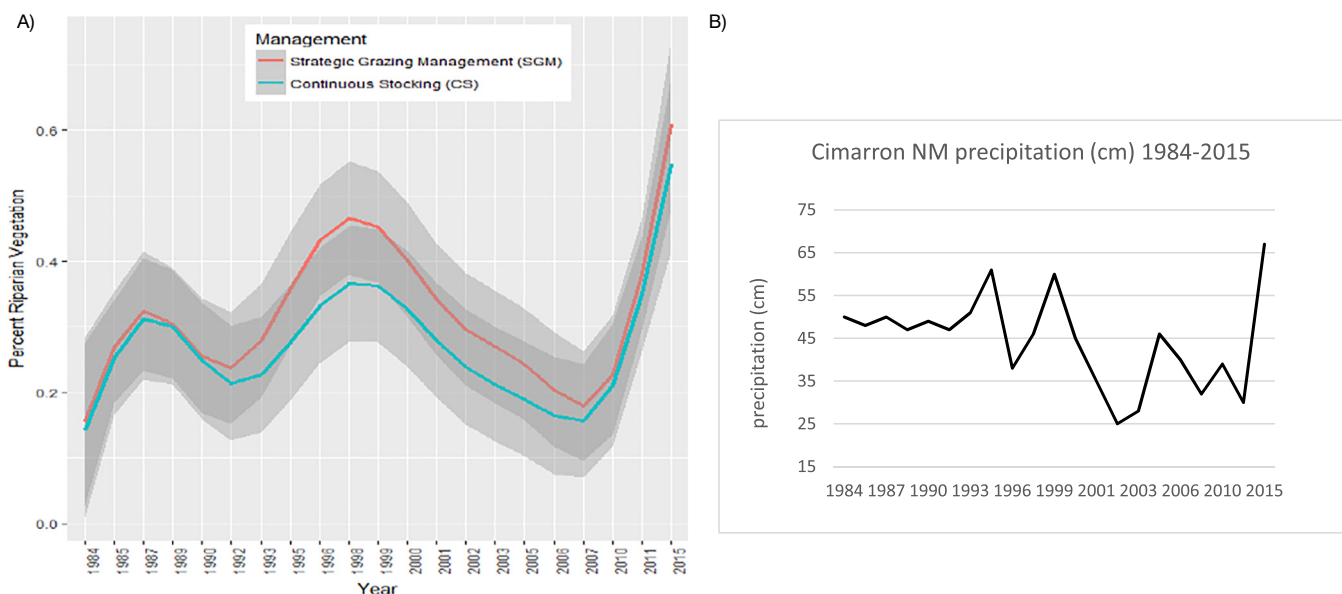 A)
Management
Strategic Grazing Management (SGM)
Continuous Stocking (CS)
Percent Riparian Vegetation
0.6
0.4
0.2
0.0
1984 1985 1987 1989 1990 1992 1993 1995 1996 1998 1999 2000 2001 2002 2003 2005 2006 2007 2010 2011 2015
Year
B)
Cimarron NM precipitation (cm) 1984-2015
precipitation (cm)
75
65
55
45
35
25
15
1984 1987 1990 1993 1996 1999 2001 2003 2006 2010 2015